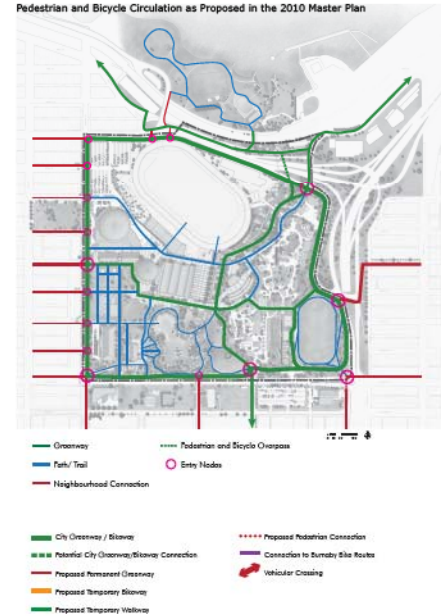 Pedestrian and Bicycle Circulation as Proposed in the 2010 Master Plan
Greenway
Pedestrian and Bicycle Overpass
Path/ Trail
Entry Nodes
Neighbourhood Connection
City Greenway / Bikeway
Proposed Pedestrian Connection
Potential City Greenway/Bikeway Connection
Connection to Burnaby Bike Routes
Proposed Permanent Greenway
Vehicular Crossing
Proposed Temporary Bikeway
Proposed Temporary Walkway